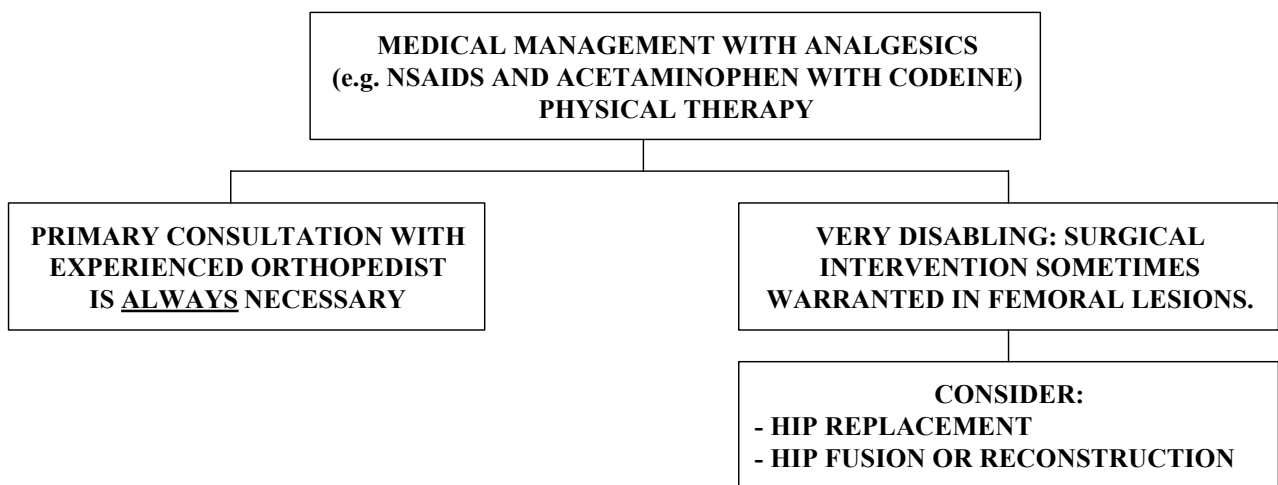 MEDICAL MANAGEMENT WITH ANALGESICS
(e.g. NSAIDS AND ACETAMINOPHEN WITH CODEINE)
PHYSICAL THERAPY
PRIMARY CONSULTATION WITH
EXPERIENCED ORTHOPEDIST
IS ALWAYS NECESSARY
VERY DISABLING: SURGICAL
INTERVENTION SOMETIMES
WARRANTED IN FEMORAL LESIONS.
CONSIDER:
- HIP REPLACEMENT
- HIP FUSION OR RECONSTRUCTION